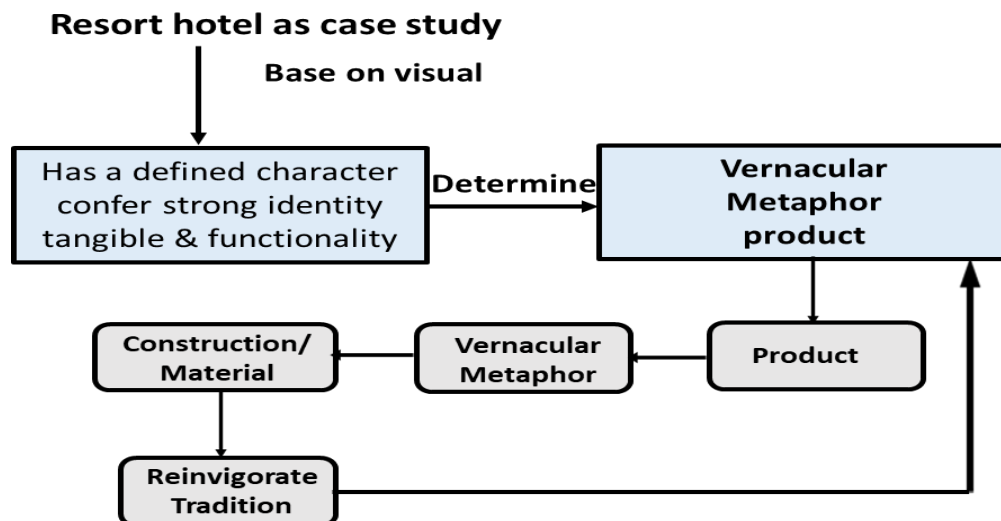 Resort hotel as case study
Base on visual
Has a defined character
confer strong identity
tangible & functionality
Determine
Vernacular
Metaphor
product
Construction/
Material
Vernacular
Metaphor
Product
Reinvigorate
Tradition